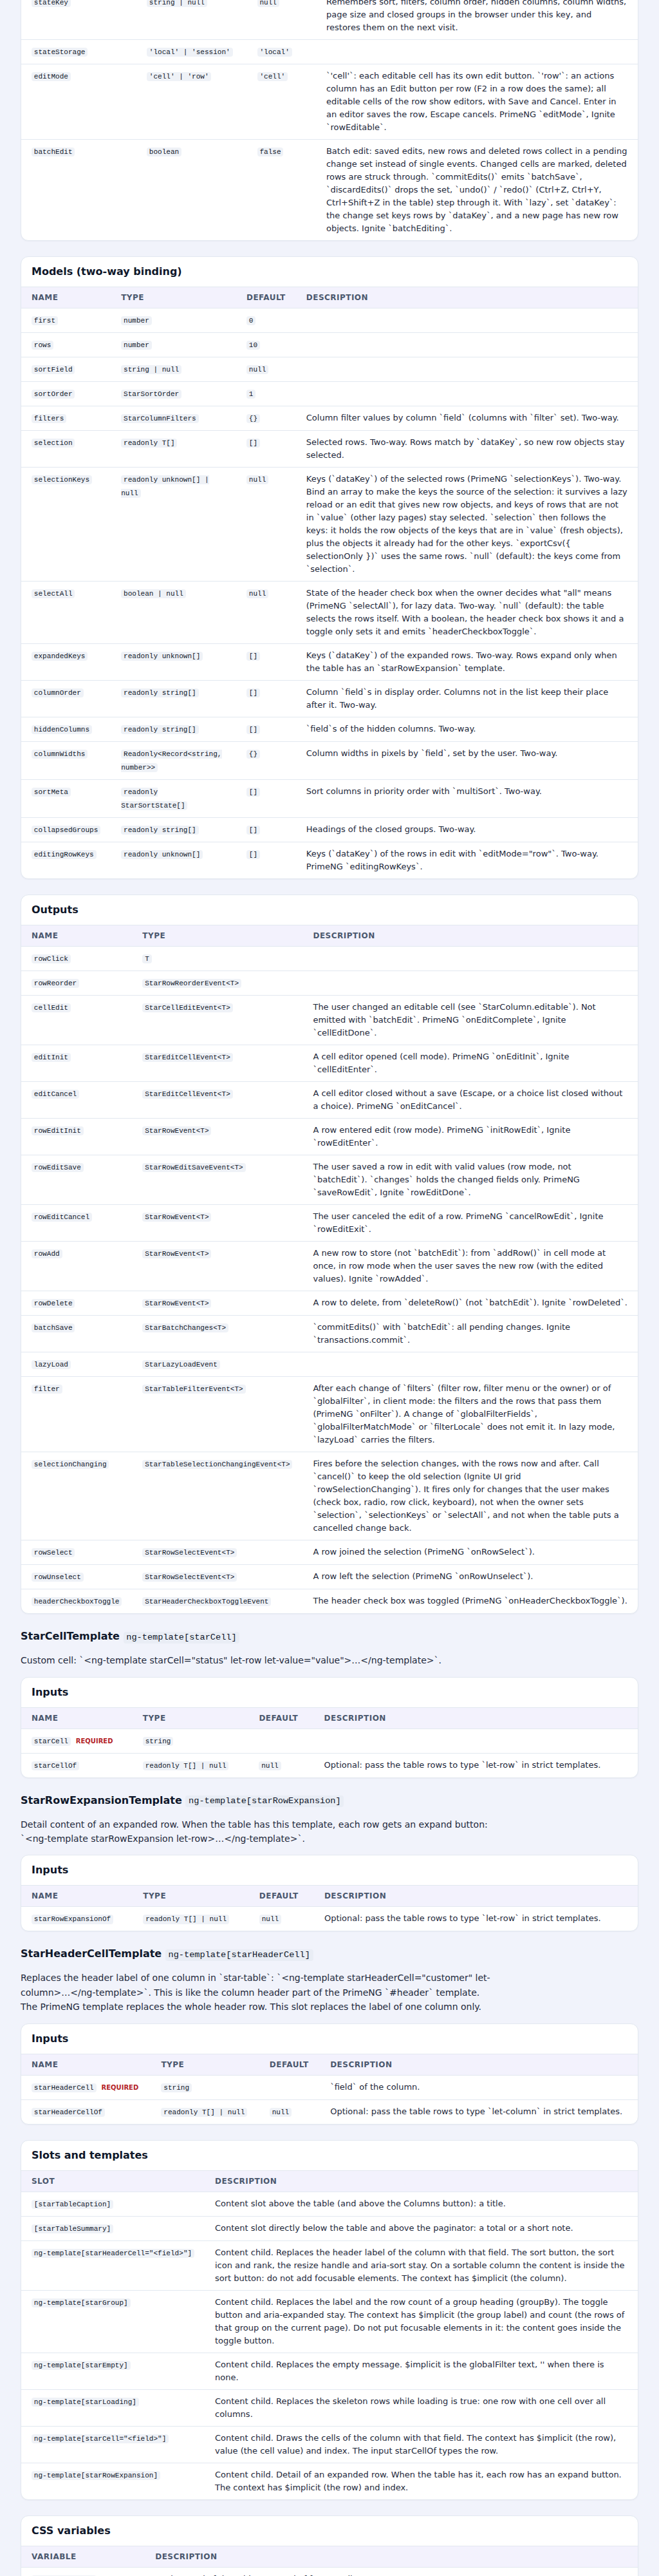 stateKey string | null null Remembers sort, filters, column order, hidden columns, column widths,
page size and closed groups in the browser under this key, and
restores them on the next visit.
stateStorage 'local' | 'session' 'local'
editMode 'cell' | 'row' 'cell' `'cell'`: each editable cell has its own edit button. `'row'`: an actions
column has an Edit button per row (F2 in a row does the same); all
editable cells of the row show editors, with Save and Cancel. Enter in
an editor saves the row, Escape cancels. PrimeNG `editMode`, Ignite
`rowEditable`.
batchEdit boolean false Batch edit: saved edits, new rows and deleted rows collect in a pending
change set instead of single events. Changed cells are marked, deleted
rows are struck through. `commitEdits()` emits `batchSave`,
`discardEdits()` drops the set, `undo()` / `redo()` (Ctrl+Z, Ctrl+Y,
Ctrl+Shift+Z in the table) step through it. With `lazy`, set `dataKey`:
the change set keys rows by `dataKey`, and a new page has new row
objects. Ignite `batchEditing`.
Models (two-way binding)
NAME TYPE DEFAULT DESCRIPTION
first number 0
rows number 10
sortField string | null null
sortOrder StarSortOrder 1
filters StarColumnFilters {} Column filter values by column `field` (columns with `filter` set). Two-way.
selection readonly T[] [] Selected rows. Two-way. Rows match by `dataKey`, so new row objects stay
selected.
selectionKeys readonly unknown[] | null null Keys (`dataKey`) of the selected rows (PrimeNG `selectionKeys`). Two-way.
Bind an array to make the keys the source of the selection: it survives a lazy
reload or an edit that gives new row objects, and keys of rows that are not
in `value` (other lazy pages) stay selected. `selection` then follows the
keys: it holds the row objects of the keys that are in `value` (fresh objects),
plus the objects it already had for the other keys. `exportCsv({
selectionOnly })` uses the same rows. `null` (default): the keys come from
`selection`.
selectAll boolean | null null State of the header check box when the owner decides what "all" means
(PrimeNG `selectAll`), for lazy data. Two-way. `null` (default): the table
selects the rows itself. With a boolean, the header check box shows it and a
toggle only sets it and emits `headerCheckboxToggle`.
expandedKeys readonly unknown[] [] Keys (`dataKey`) of the expanded rows. Two-way. Rows expand only when
the table has an `starRowExpansion` template.
columnOrder readonly string[] [] Column `field`s in display order. Columns not in the list keep their place
after it. Two-way.
hiddenColumns readonly string[] [] `field`s of the hidden columns. Two-way.
columnWidths Readonly<Record<string, number>> {} Column widths in pixels by `field`, set by the user. Two-way.
sortMeta readonly StarSortState[] [] Sort columns in priority order with `multiSort`. Two-way.
collapsedGroups readonly string[] [] Headings of the closed groups. Two-way.
editingRowKeys readonly unknown[] [] Keys (`dataKey`) of the rows in edit with `editMode="row"`. Two-way.
PrimeNG `editingRowKeys`.
Outputs
NAME TYPE DESCRIPTION
rowClick T
rowReorder StarRowReorderEvent<T>
cellEdit StarCellEditEvent<T> The user changed an editable cell (see `StarColumn.editable`). Not
emitted with `batchEdit`. PrimeNG `onEditComplete`, Ignite
`cellEditDone`.
editInit StarEditCellEvent<T> A cell editor opened (cell mode). PrimeNG `onEditInit`, Ignite
`cellEditEnter`.
editCancel StarEditCellEvent<T> A cell editor closed without a save (Escape, or a choice list closed without
a choice). PrimeNG `onEditCancel`.
rowEditInit StarRowEvent<T> A row entered edit (row mode). PrimeNG `initRowEdit`, Ignite
`rowEditEnter`.
rowEditSave StarRowEditSaveEvent<T> The user saved a row in edit with valid values (row mode, not
`batchEdit`). `changes` holds the changed fields only. PrimeNG
`saveRowEdit`, Ignite `rowEditDone`.
rowEditCancel StarRowEvent<T> The user canceled the edit of a row. PrimeNG `cancelRowEdit`, Ignite
`rowEditExit`.
rowAdd StarRowEvent<T> A new row to store (not `batchEdit`): from `addRow()` in cell mode at
once, in row mode when the user saves the new row (with the edited
values). Ignite `rowAdded`.
rowDelete StarRowEvent<T> A row to delete, from `deleteRow()` (not `batchEdit`). Ignite `rowDeleted`.
batchSave StarBatchChanges<T> `commitEdits()` with `batchEdit`: all pending changes. Ignite
`transactions.commit`.
lazyLoad StarLazyLoadEvent
filter StarTableFilterEvent<T> After each change of `filters` (filter row, filter menu or the owner) or of
`globalFilter`, in client mode: the filters and the rows that pass them
(PrimeNG `onFilter`). A change of `globalFilterFields`,
`globalFilterMatchMode` or `filterLocale` does not emit it. In lazy mode,
`lazyLoad` carries the filters.
selectionChanging StarTableSelectionChangingEvent<T> Fires before the selection changes, with the rows now and after. Call
`cancel()` to keep the old selection (Ignite UI grid
`rowSelectionChanging`). It fires only for changes that the user makes
(check box, radio, row click, keyboard), not when the owner sets
`selection`, `selectionKeys` or `selectAll`, and not when the table puts a
cancelled change back.
rowSelect StarRowSelectEvent<T> A row joined the selection (PrimeNG `onRowSelect`).
rowUnselect StarRowSelectEvent<T> A row left the selection (PrimeNG `onRowUnselect`).
headerCheckboxToggle StarHeaderCheckboxToggleEvent The header check box was toggled (PrimeNG `onHeaderCheckboxToggle`).
StarCellTemplate ng-template[starCell]
Custom cell: `<ng-template starCell="status" let-row let-value="value">…</ng-template>`.
Inputs
NAME TYPE DEFAULT DESCRIPTION
starCell REQUIRED string
starCellOf readonly T[] | null null Optional: pass the table rows to type `let-row` in strict templates.
StarRowExpansionTemplate ng-template[starRowExpansion]
Detail content of an expanded row. When the table has this template, each row gets an expand button:
`<ng-template starRowExpansion let-row>…</ng-template>`.
Inputs
NAME TYPE DEFAULT DESCRIPTION
starRowExpansionOf readonly T[] | null null Optional: pass the table rows to type `let-row` in strict templates.
StarHeaderCellTemplate ng-template[starHeaderCell]
Replaces the header label of one column in `star-table`: `<ng-template starHeaderCell="customer" let-
column>…</ng-template>`. This is like the column header part of the PrimeNG `#header` template.
The PrimeNG template replaces the whole header row. This slot replaces the label of one column only.
Inputs
NAME TYPE DEFAULT DESCRIPTION
starHeaderCell REQUIRED string `field` of the column.
starHeaderCellOf readonly T[] | null null Optional: pass the table rows to type `let-column` in strict templates.
Slots and templates
SLOT DESCRIPTION
[starTableCaption] Content slot above the table (and above the Columns button): a title.
[starTableSummary] Content slot directly below the table and above the paginator: a total or a short note.
ng-template[starHeaderCell="<field>"] Content child. Replaces the header label of the column with that field. The sort button, the sort
icon and rank, the resize handle and aria-sort stay. On a sortable column the content is inside the
sort button: do not add focusable elements. The context has $implicit (the column).
ng-template[starGroup] Content child. Replaces the label and the row count of a group heading (groupBy). The toggle
button and aria-expanded stay. The context has $implicit (the group label) and count (the rows of
that group on the current page). Do not put focusable elements in it: the content goes inside the
toggle button.
ng-template[starEmpty] Content child. Replaces the empty message. $implicit is the globalFilter text, '' when there is
none.
ng-template[starLoading] Content child. Replaces the skeleton rows while loading is true: one row with one cell over all
columns.
ng-template[starCell="<field>"] Content child. Draws the cells of the column with that field. The context has $implicit (the row),
value (the cell value) and index. The input starCellOf types the row.
ng-template[starRowExpansion] Content child. Detail of an expanded row. When the table has it, each row has an expand button.
The context has $implicit (the row) and index.
CSS variables
VARIABLE DESCRIPTION